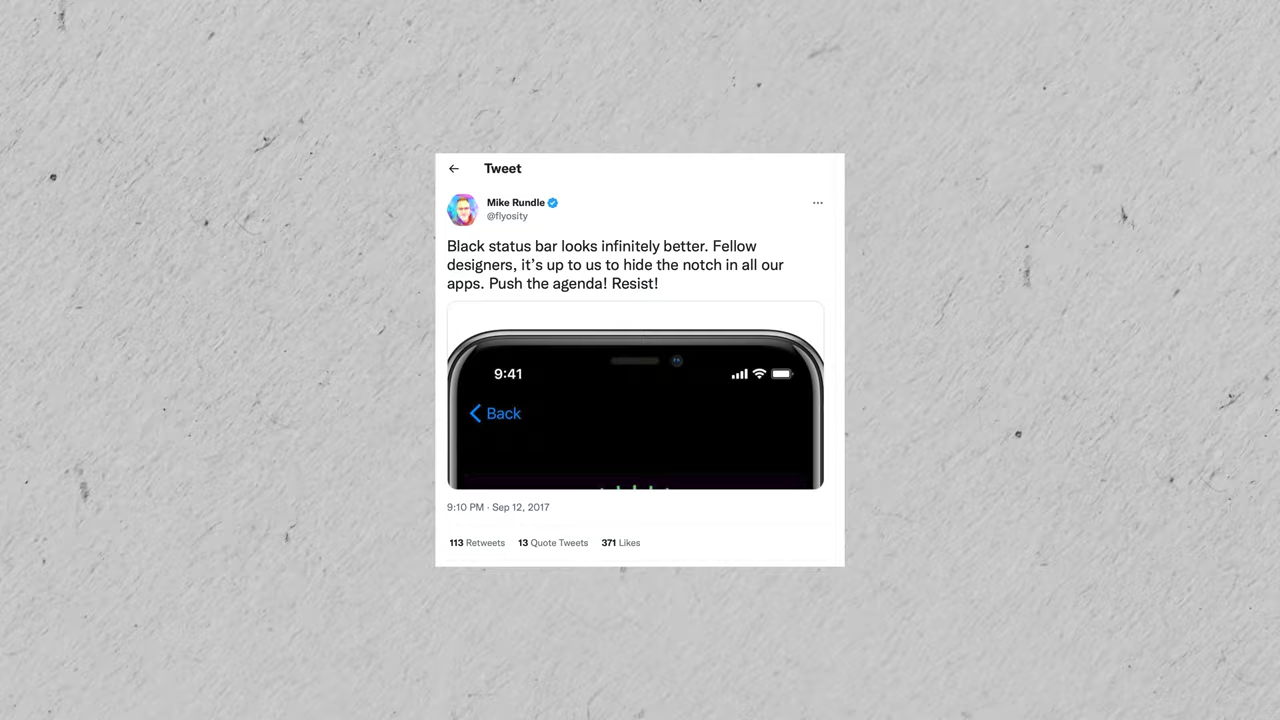 Tweet
Mike Rundle
@flyosity
Black status bar looks infinitely better. Fellow
designers, it’s up to us to hide the notch in all our
apps. Push the agenda! Resist!
9:41
Back
9:10 PM · Sep 12, 2017
113 Retweets 13 Quote Tweets 371 Likes